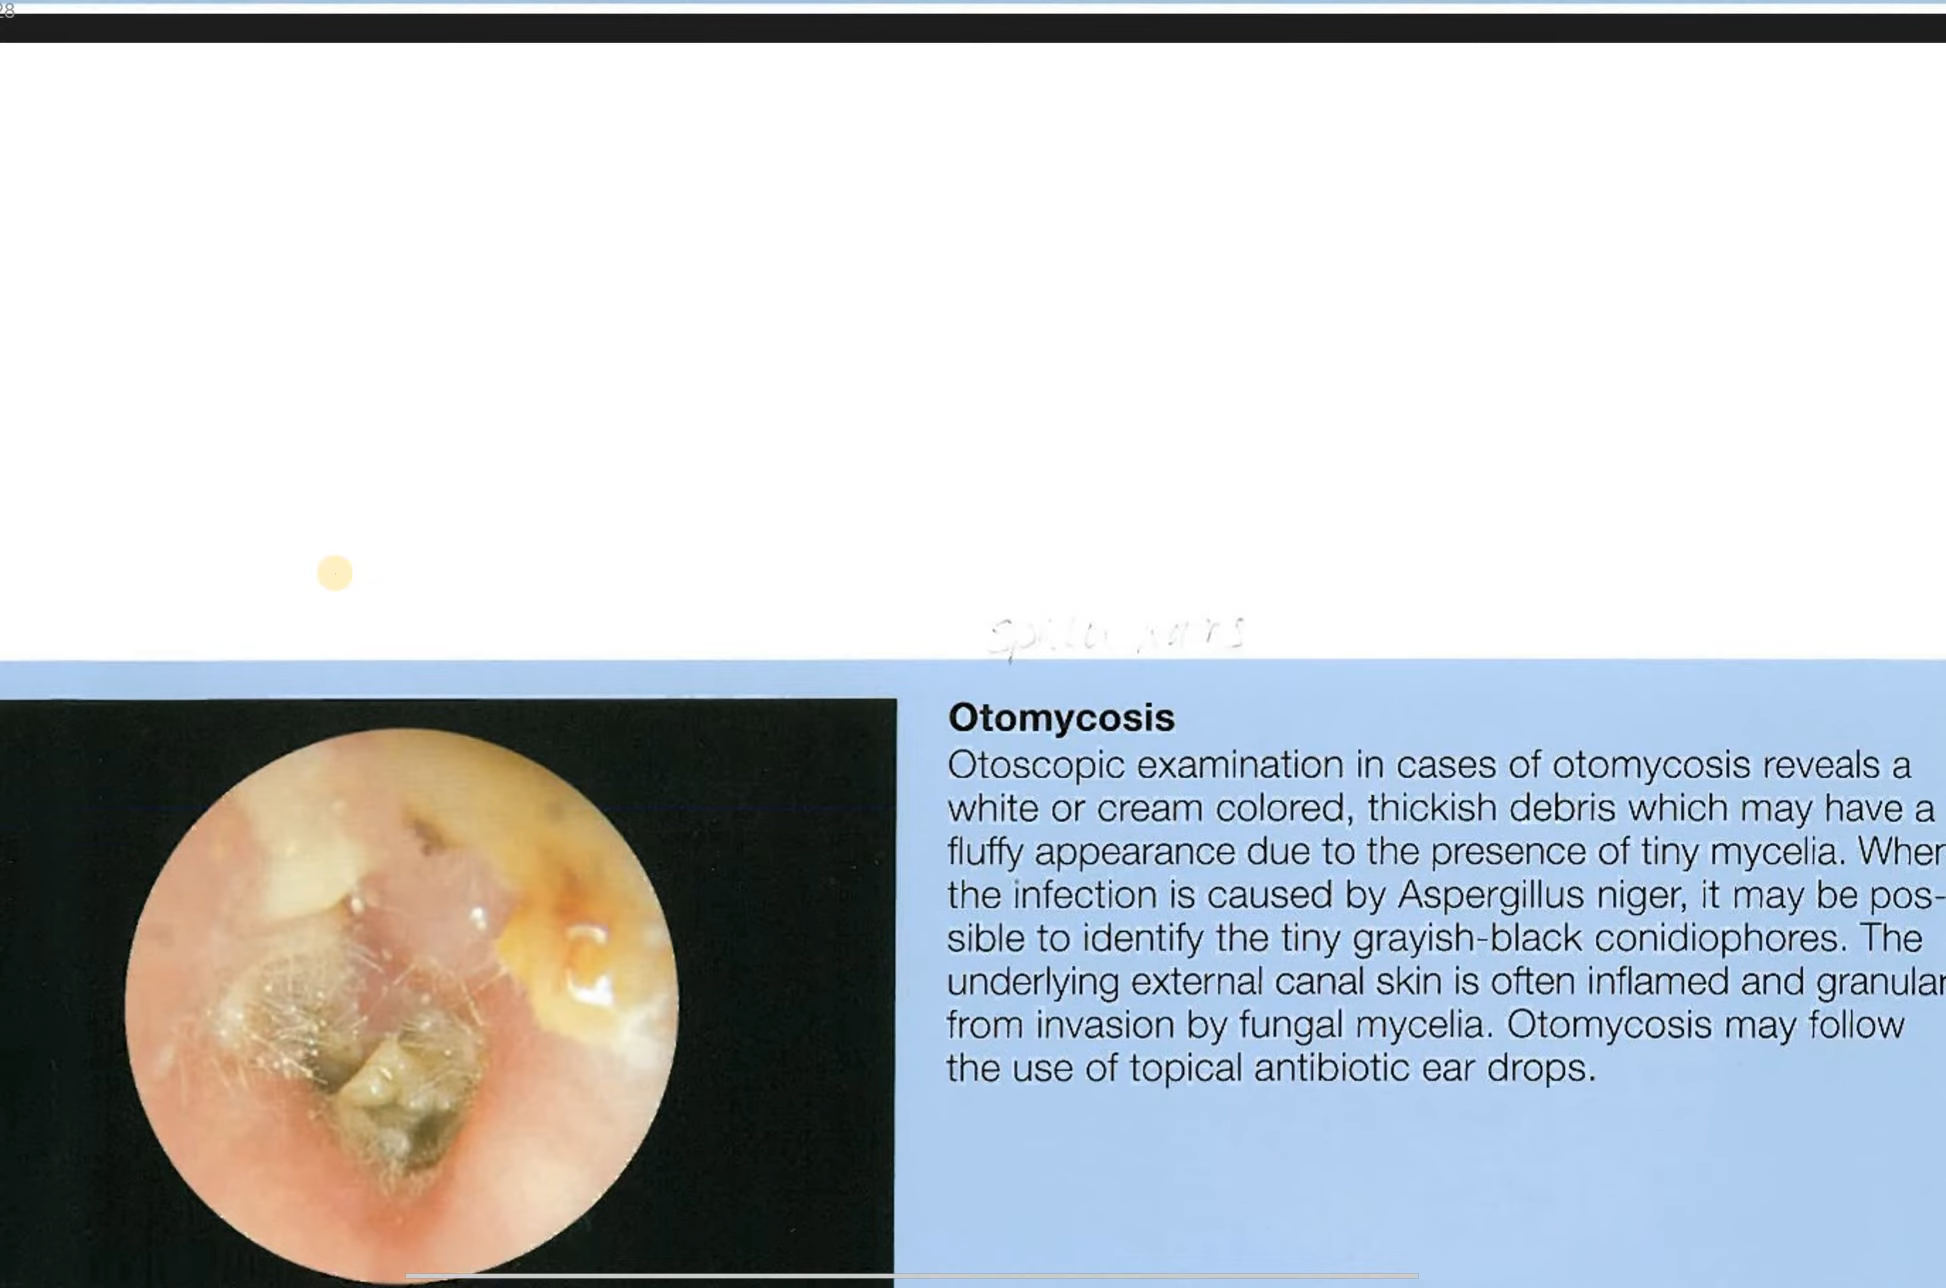 28
Otomycosis
Otoscopic examination in cases of otomycosis reveals a
white or cream colored, thickish debris which may have a
fluffy appearance due to the presence of tiny mycelia. When
the infection is caused by Aspergillus niger, it may be pos-
sible to identify the tiny grayish-black conidiophores. The
underlying external canal skin is often inflamed and granular
from invasion by fungal mycelia. Otomycosis may follow
the use of topical antibiotic ear drops.